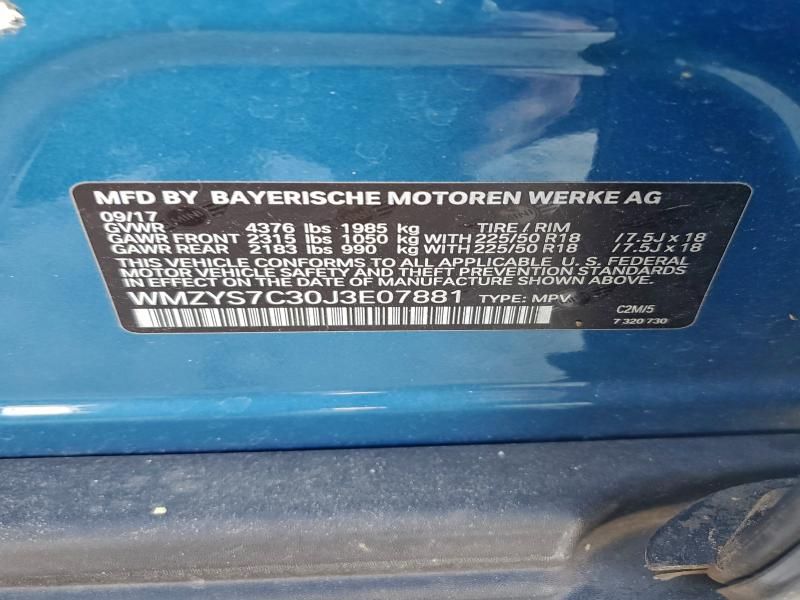 MFD BY BAYERISCHE MOTOREN WERKE AG
09/17
GVWR 4376 lbs 1985 kg TIRE / RIM
GAWR FRONT 2315 lbs 1050 kg WITH 225/50 R18 / 7.5J x 18
GAWR REAR 2183 lbs 990 kg WITH 225/50 R18 / 7.5J x 18
THIS VEHICLE CONFORMS TO ALL APPLICABLE U. S. FEDERAL
MOTOR VEHICLE SAFETY AND THEFT PREVENTION STANDARDS
IN EFFECT ON THE DATE OF MANUFACTURE SHOWN ABOVE.
WMZYS7C30J3E07881 TYPE: MPV
C2M/5
7 320 730